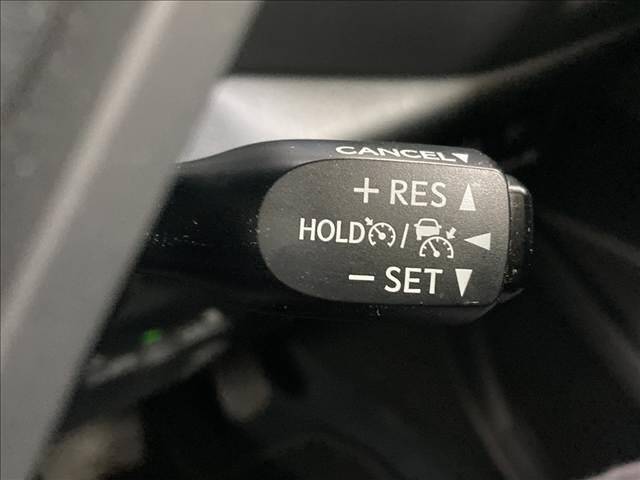 CANCEL▼
+ RES ▲
HOLD / ◀
− SET ▼